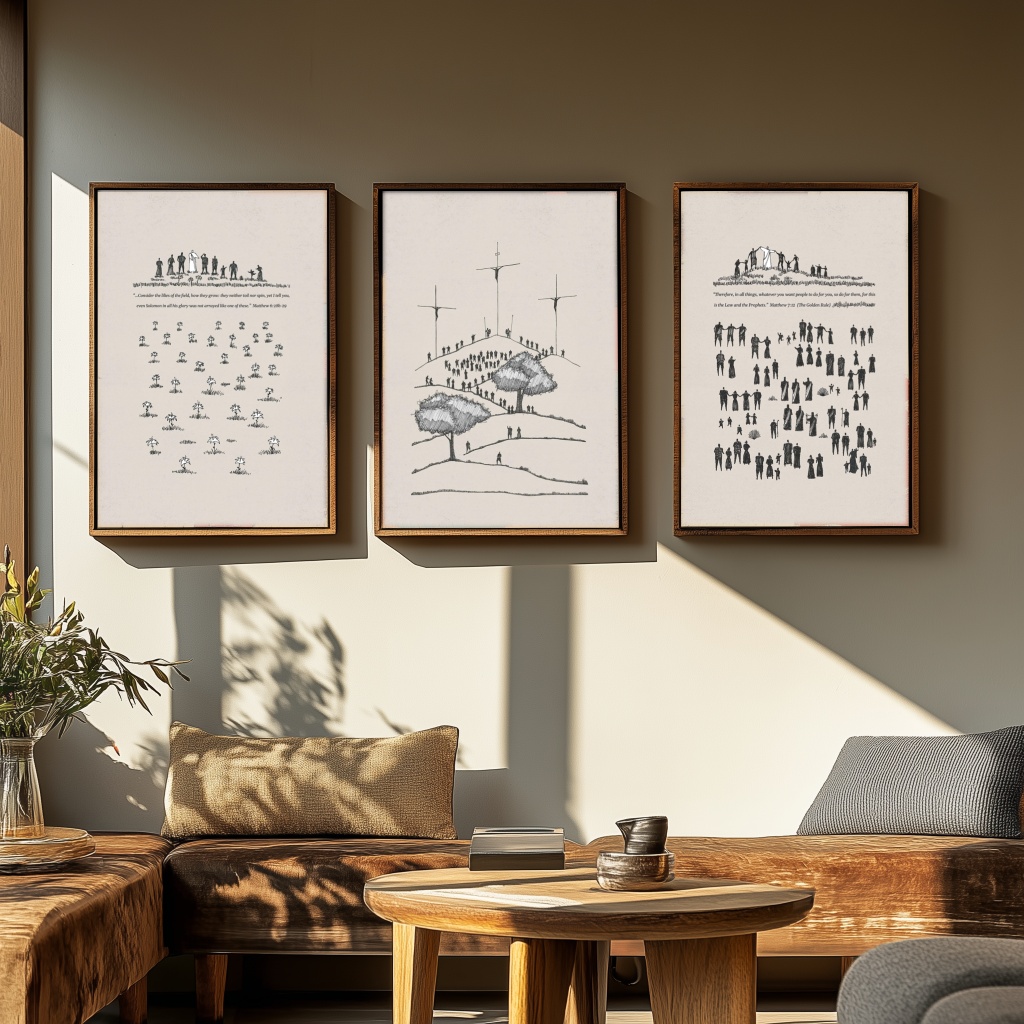 "...Consider the lilies of the field, how they grow: they neither toil nor spin, yet I tell you,
even Solomon in all his glory was not arrayed like one of these." Matthew 6:28b-29
"Therefore, in all things, whatever you want people to do for you, so do for them, for this
is the Law and the Prophets." Matthew 7:12 (The Golden Rule)